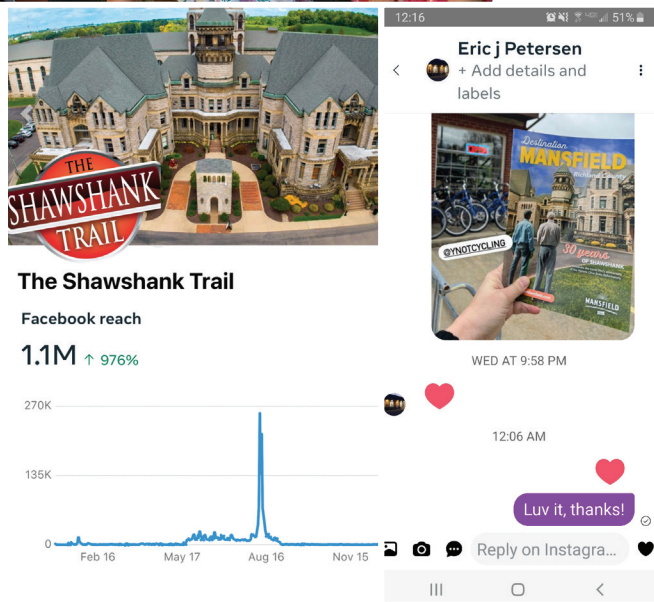 THE
SHAWSHANK
TRAIL
The Shawshank Trail
Facebook reach
1.1M ↑ 976%
270K
135K
0
Feb 16
May 17
Aug 16
Nov 15
12:16
51%
Eric j Petersen
+ Add details and
labels
Destination
MANSFIELD
Richland County
@YNOTCYCLING
30 years
OF SHAWSHANK
MANSFIELD
WED AT 9:58 PM
12:06 AM
Luv it, thanks!
Reply on Instagra...